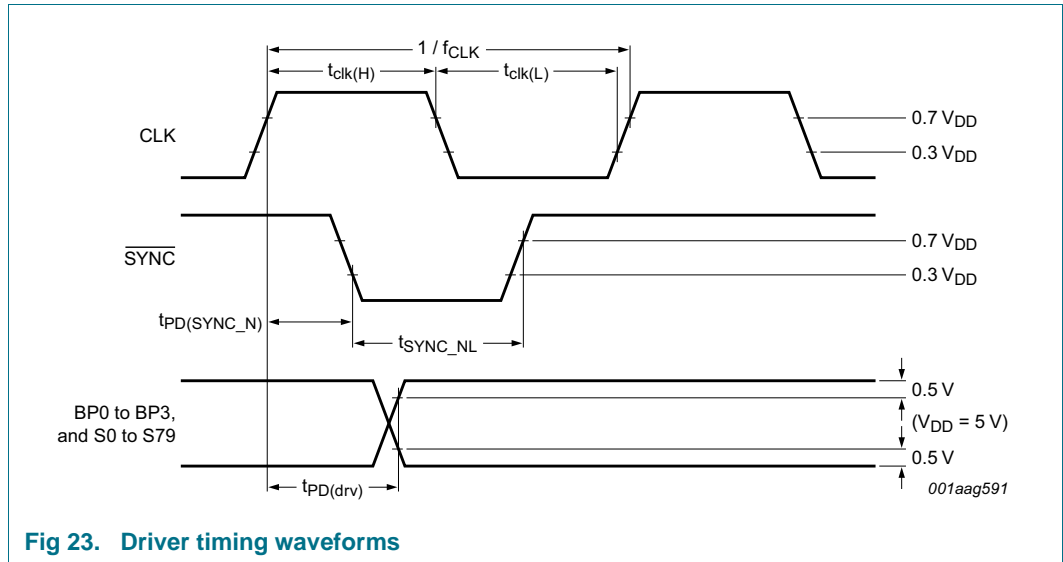 1 / fCLK
tclk(H)
tclk(L)
CLK
0.7 VDD
0.3 VDD
SYNC
0.7 VDD
0.3 VDD
tPD(SYNC_N)
tSYNC_NL
BP0 to BP3,
and S0 to S79
0.5 V
(VDD = 5 V)
0.5 V
tPD(drv)
001aag591
Fig 23. Driver timing waveforms